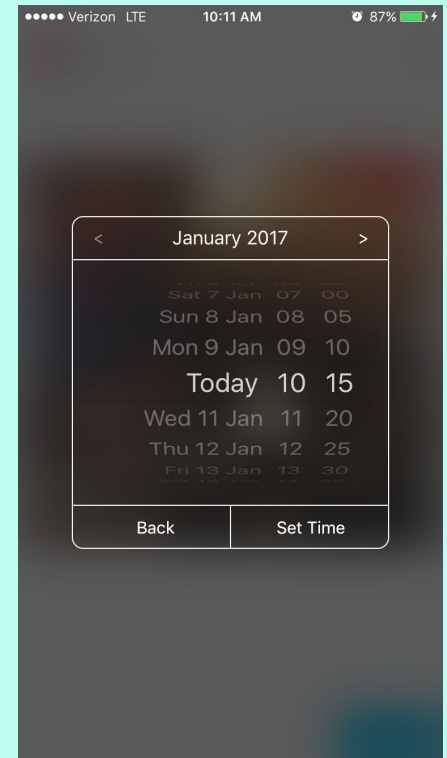 Verizon LTE 10:11 AM 87%
< January 2017 >
Sat 7 Jan 07 00
Sun 8 Jan 08 05
Mon 9 Jan 09 10
Today 10 15
Wed 11 Jan 11 20
Thu 12 Jan 12 25
Fri 13 Jan 13 30
Back Set Time